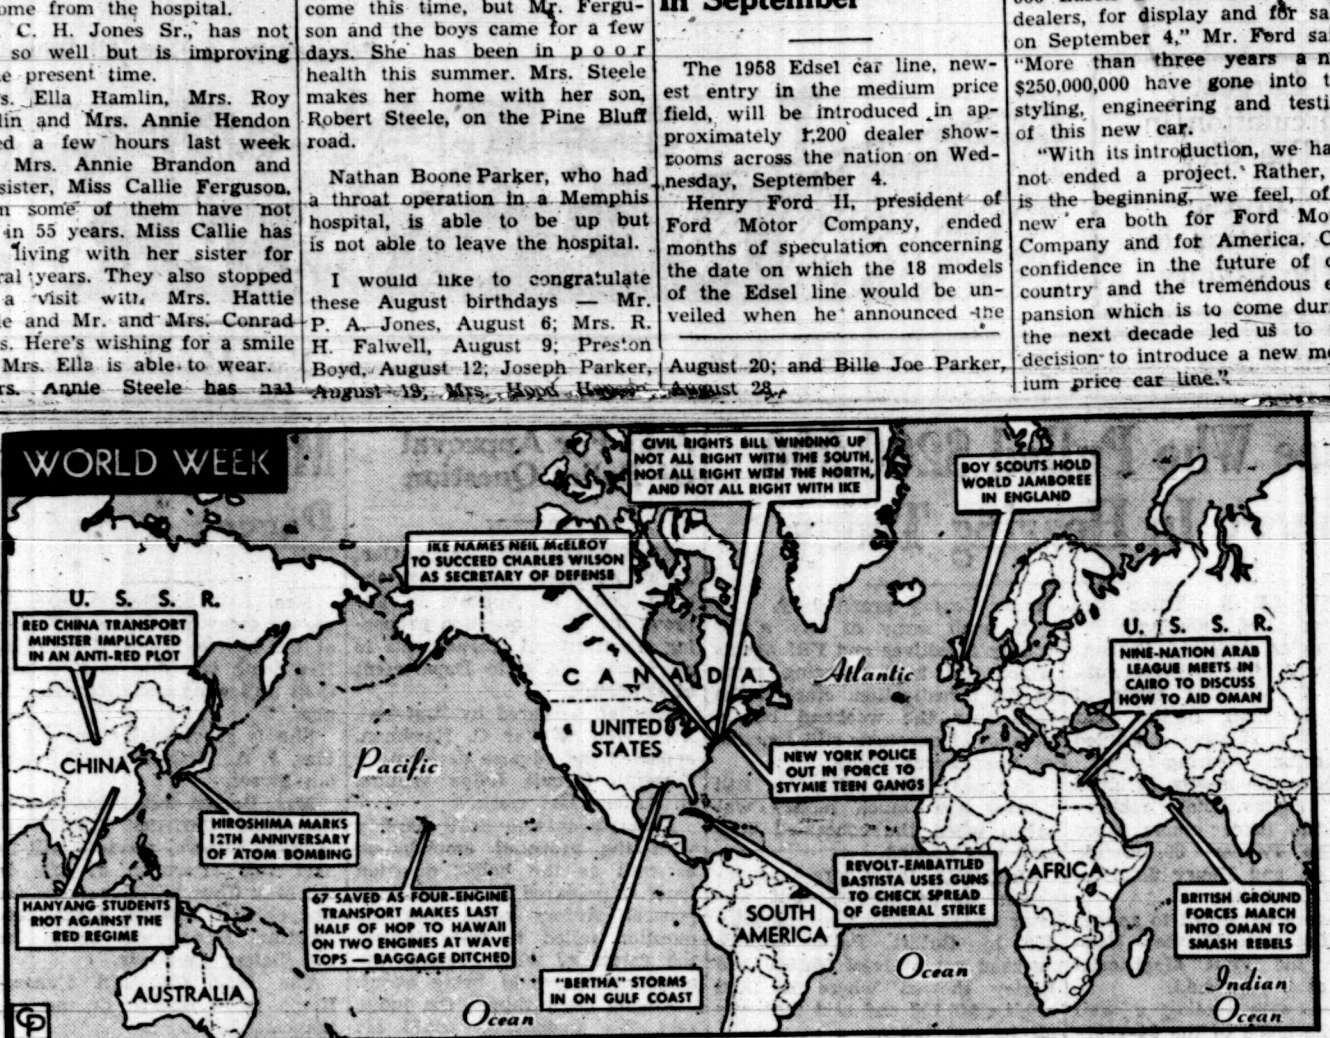 ome from the hospital.
C. H. Jones Sr., has not
so well but is improving
e present time.
s. Ella Hamlin, Mrs. Roy
lin and Mrs. Annie Hendon
ed a few hours last week
Mrs. Annie Brandon and
sister, Miss Callie Ferguson.
n some of them have not
in 55 years. Miss Callie has
living with her sister for
ral years. They also stopped
a visit with Mrs. Hattie
le and Mr. and Mrs. Conrad
s. Here's wishing for a smile
Mrs. Ella is able to wear.
rs. Annie Steele has had
come this time, but Mr. Fergu-
son and the boys came for a few
days. She has been in poor
health this summer. Mrs. Steele
makes her home with her son,
Robert Steele, on the Pine Bluff
road.
Nathan Boone Parker, who had
a throat operation in a Memphis
hospital, is able to be up but
is not able to leave the hospital.
I would like to congratulate
these August birthdays — Mr.
P. A. Jones, August 6; Mrs. R.
H. Falwell, August 9; Preston
Boyd, August 12; Joseph Parker,
August 19, Mrs. Hood
in September
The 1958 Edsel car line, new-
est entry in the medium price
field, will be introduced in ap-
proximately 1,200 dealer show-
rooms across the nation on Wed-
nesday, September 4.
Henry Ford II, president of
Ford Motor Company, ended
months of speculation concerning
the date on which the 18 models
of the Edsel line would be un-
veiled when he announced the
August 20; and Bille Joe Parker,
August 28.
dealers, for display and for sa
on September 4," Mr. Ford sa
"More than three years a n
$250,000,000 have gone into t
styling, engineering and testi
of this new car.
"With its introduction, we ha
not ended a project. Rather,
is the beginning, we feel, of
new era both for Ford Mo
Company and for America. C
confidence in the future of o
country and the tremendous e
pansion which is to come dur
the next decade led us to
decision to introduce a new me
ium price car line."
WORLD WEEK
CIVIL RIGHTS BILL WINDING UP
NOT ALL RIGHT WITH THE SOUTH,
NOT ALL RIGHT WITH THE NORTH,
AND NOT ALL RIGHT WITH IKE
BOY SCOUTS HOLD
WORLD JAMBOREE
IN ENGLAND
IKE NAMES NEIL McELROY
TO SUCCEED CHARLES WILSON
AS SECRETARY OF DEFENSE
U. S. S. R.
RED CHINA TRANSPORT
MINISTER IMPLICATED
IN AN ANTI-RED PLOT
U. S. S. R.
NINE-NATION ARAB
LEAGUE MEETS IN
CAIRO TO DISCUSS
HOW TO AID OMAN
CANADA
Atlantic
UNITED
STATES
CHINA
Pacific
NEW YORK POLICE
OUT IN FORCE TO
STYMIE TEEN GANGS
HIROSHIMA MARKS
12TH ANNIVERSARY
OF ATOM BOMBING
REVOLT-EMBATTLED
BASTISTA USES GUNS
TO CHECK SPREAD
OF GENERAL STRIKE
AFRICA
HANYANG STUDENTS
RIOT AGAINST THE
RED REGIME
67 SAVED AS FOUR-ENGINE
TRANSPORT MAKES LAST
HALF OF HOP TO HAWAII
ON TWO ENGINES AT WAVE
TOPS — BAGGAGE DITCHED
SOUTH
AMERICA
BRITISH GROUND
FORCES MARCH
INTO OMAN TO
SMASH REBELS
"BERTHA" STORMS
IN ON GULF COAST
AUSTRALIA
Ocean
Ocean
Indian
Ocean
CP